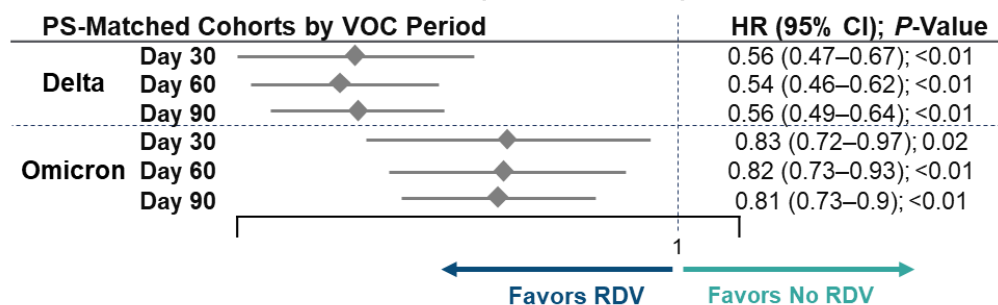 PS-Matched Cohorts by VOC Period HR (95% CI); P-Value
Day 30 0.56 (0.47–0.67); <0.01
Delta Day 60 0.54 (0.46–0.62); <0.01
Day 90 0.56 (0.49–0.64); <0.01
Day 30 0.83 (0.72–0.97); 0.02
Omicron Day 60 0.82 (0.73–0.93); <0.01
Day 90 0.81 (0.73–0.9); <0.01
1
Favors RDV Favors No RDV